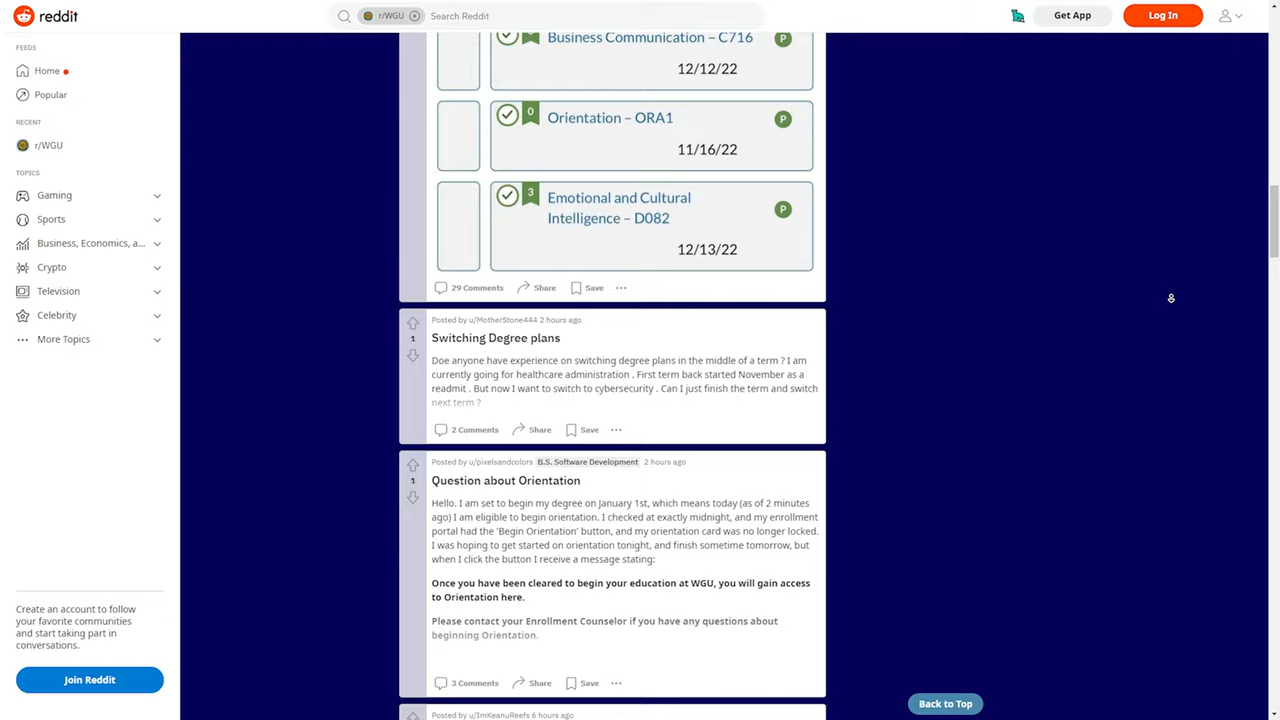 reddit
r/WGU
Search Reddit
Get App
Log In
FEEDS
Home
Popular
RECENT
r/WGU
TOPICS
Gaming
Sports
Business, Economics, a...
Crypto
Television
Celebrity
More Topics
Create an account to follow
your favorite communities
and start taking part in
conversations.
Join Reddit
Business Communication – C716
P
12/12/22
0
Orientation – ORA1
P
11/16/22
3
Emotional and Cultural
Intelligence – D082
P
12/13/22
29 Comments
Share
Save
Posted by u/MotherStone444 2 hours ago
1
Switching Degree plans
Doe anyone have experience on switching degree plans in the middle of a term ? I am
currently going for healthcare administration . First term back started November as a
readmit . But now I want to switch to cybersecurity . Can I just finish the term and switch
next term ?
2 Comments
Share
Save
Posted by u/pixelsandcolors B.S. Software Development 2 hours ago
1
Question about Orientation
Hello. I am set to begin my degree on January 1st, which means today (as of 2 minutes
ago) I am eligible to begin orientation. I checked at exactly midnight, and my enrollment
portal had the 'Begin Orientation' button, and my orientation card was no longer locked.
I was hoping to get started on orientation tonight, and finish sometime tomorrow, but
when I click the button I receive a message stating:
Once you have been cleared to begin your education at WGU, you will gain access
to Orientation here.
Please contact your Enrollment Counselor if you have any questions about
beginning Orientation.
3 Comments
Share
Save
Posted by u/ImKeanuReefs 6 hours ago
Back to Top